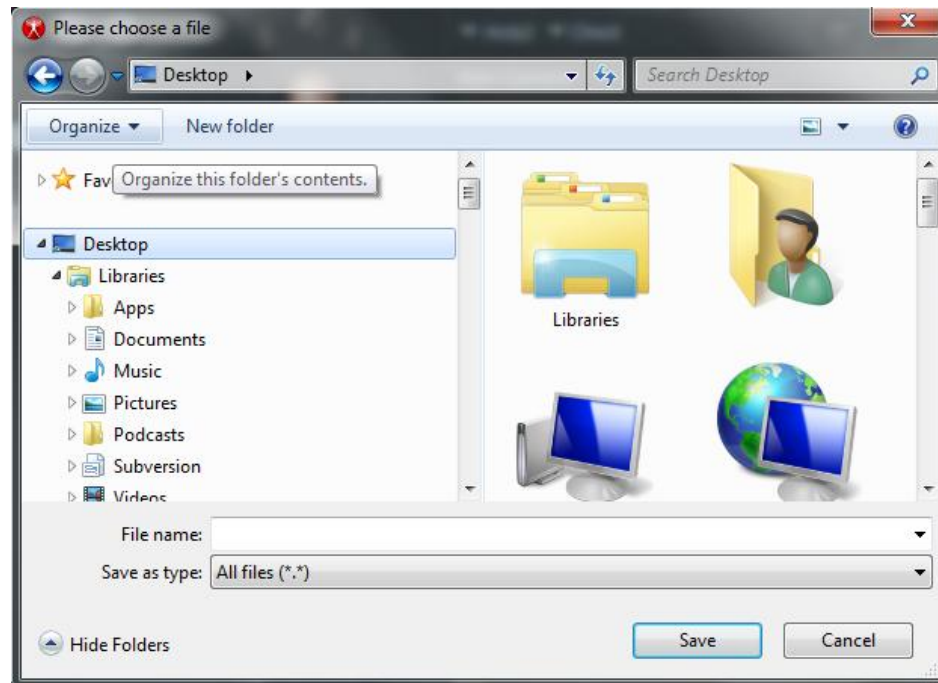 Please choose a file
Desktop
Search Desktop
Organize New folder
Fav Organize this folder's contents.
Desktop
Libraries
Apps
Documents
Music
Pictures
Podcasts
Subversion
Videos
Libraries
File name:
Save as type: All files (*.*)
Hide Folders Save Cancel